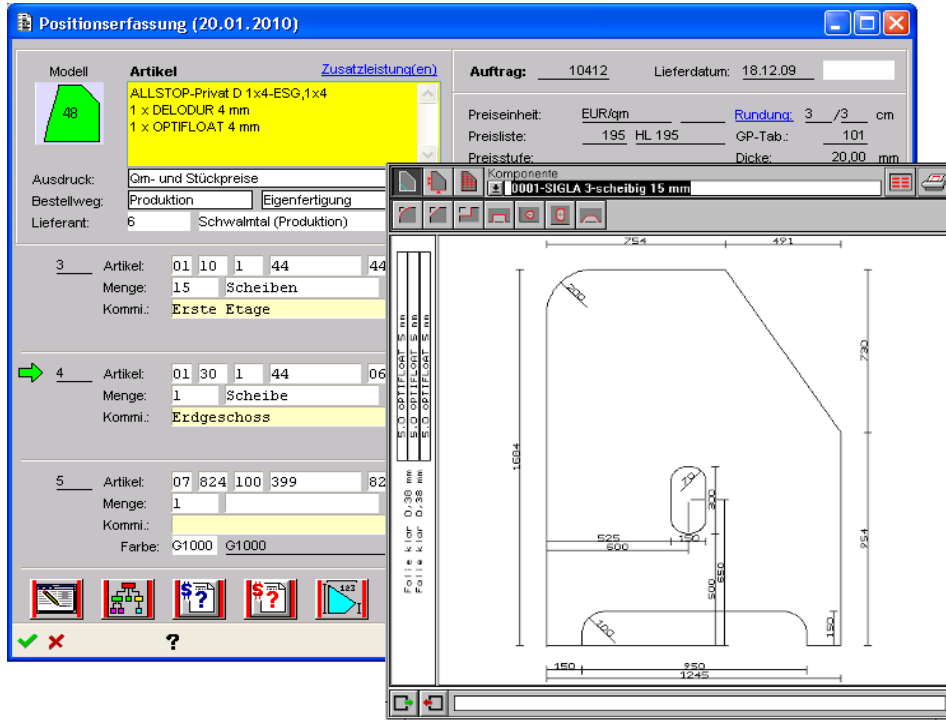 Positionserfassung (20.01.2010)
Modell
48
Artikel
Zusatzleistung(en)
ALLSTOP-Privat D 1x4-ESG,1x4
1 x DELODUR 4 mm
1 x OPTIFLOAT 4 mm
Ausdruck: Qm- und Stückpreise
Bestellweg: Produktion Eigenfertigung
Lieferant: 6 Schwalmtal (Produktion)
Auftrag: 10412 Lieferdatum: 18.12.09
Preiseinheit: EUR/qm Rundung: 3 /3 cm
Preisliste: 195 HL 195 GP-Tab.: 101
Preisstufe: Dicke: 20,00 mm
3 Artikel: 01 10 1 44 44
Menge: 15 Scheiben
Kommi.: Erste Etage
4 Artikel: 01 30 1 44 06
Menge: 1 Scheibe
Kommi.: Erdgeschoss
5 Artikel: 07 824 100 399 82
Menge: 1
Kommi.:
Farbe: G1000 G1000
$ ?
$ ?
123
?
Komponente
0001-SIGLA 3-scheibig 15 mm
5.0 OPTIFLOAT 5 mm
5.0 OPTIFLOAT 5 mm
5.0 OPTIFLOAT 5 mm
Folie klar 0,38 mm
Folie klar 0,38 mm
754 491
200
730
1684
70
300
525 150
600
650
500
954
100
150
150 950
1245